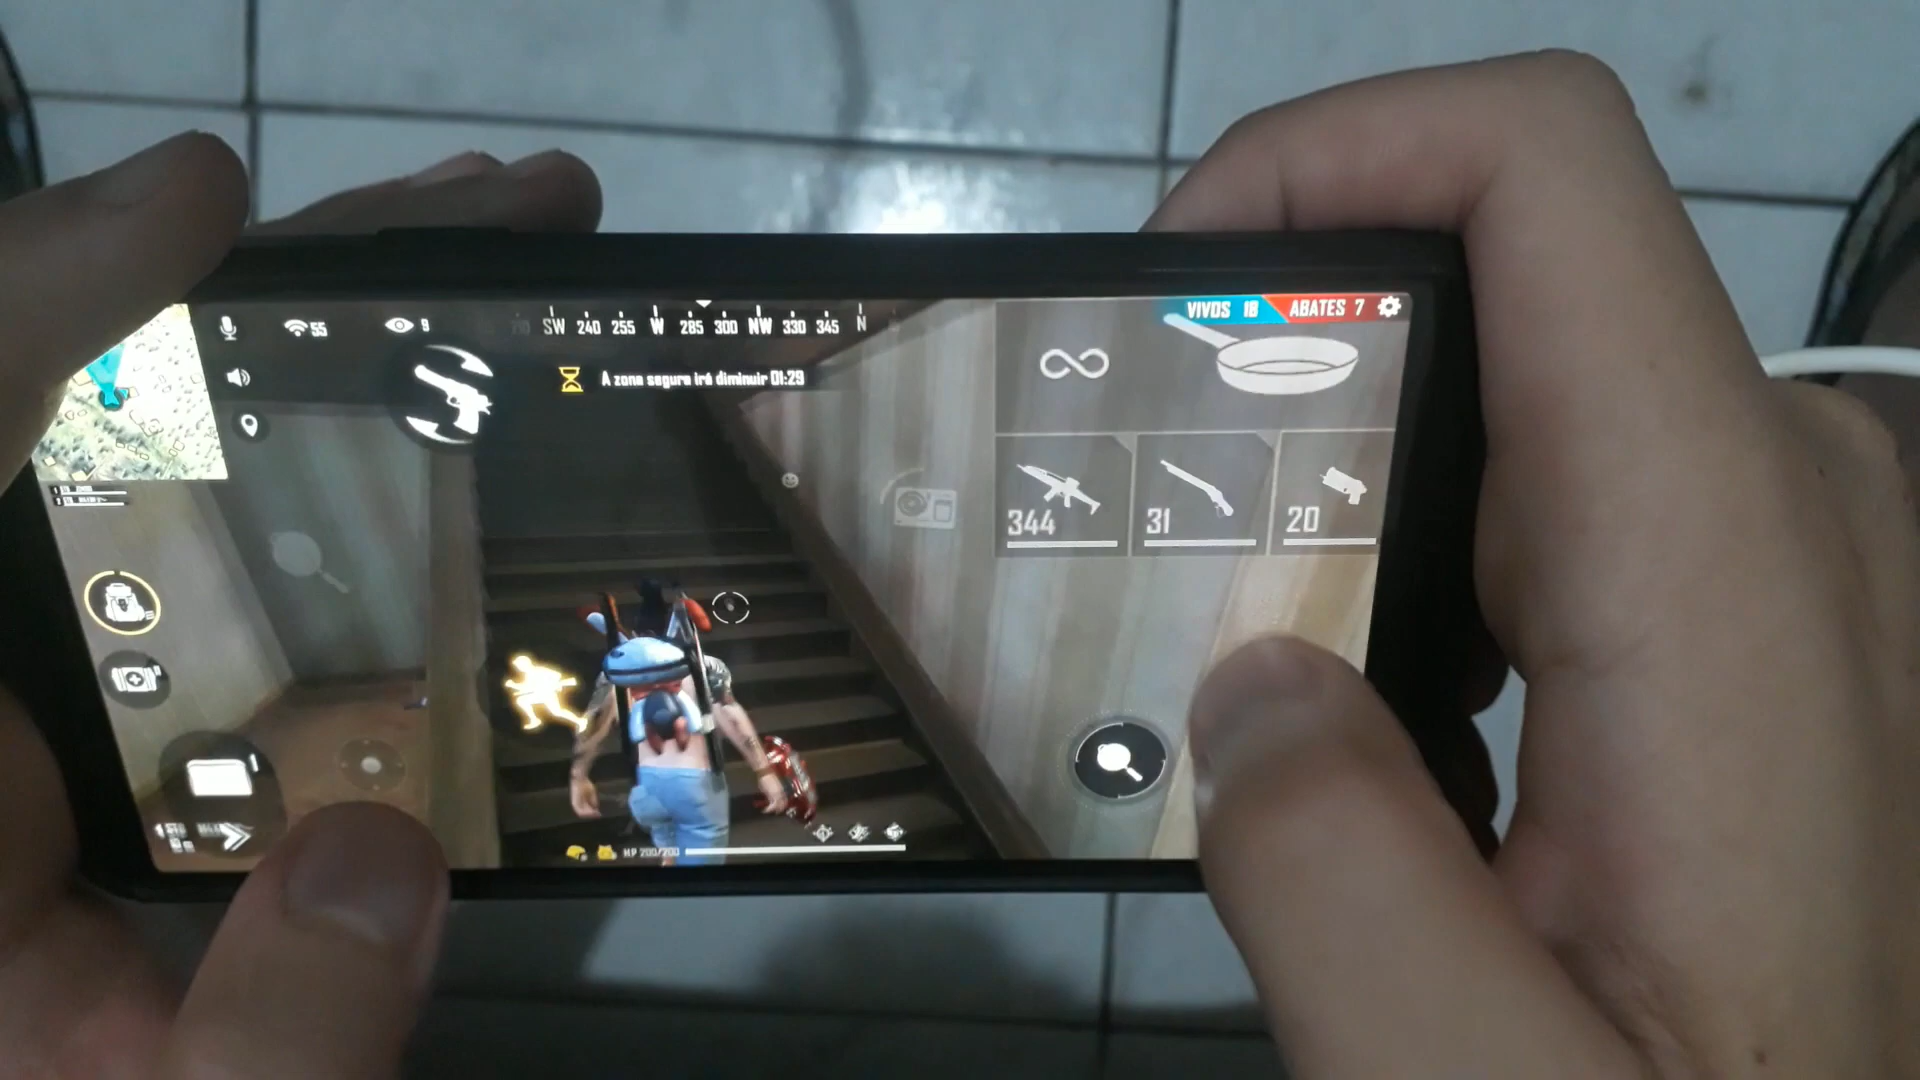 VIVOS 18 ABATES 7
55
9
SW 240 255 W 285 300 NW 330 345 N
A zona segura irá diminuir 01:29
344
31
20
1
HP 200/200